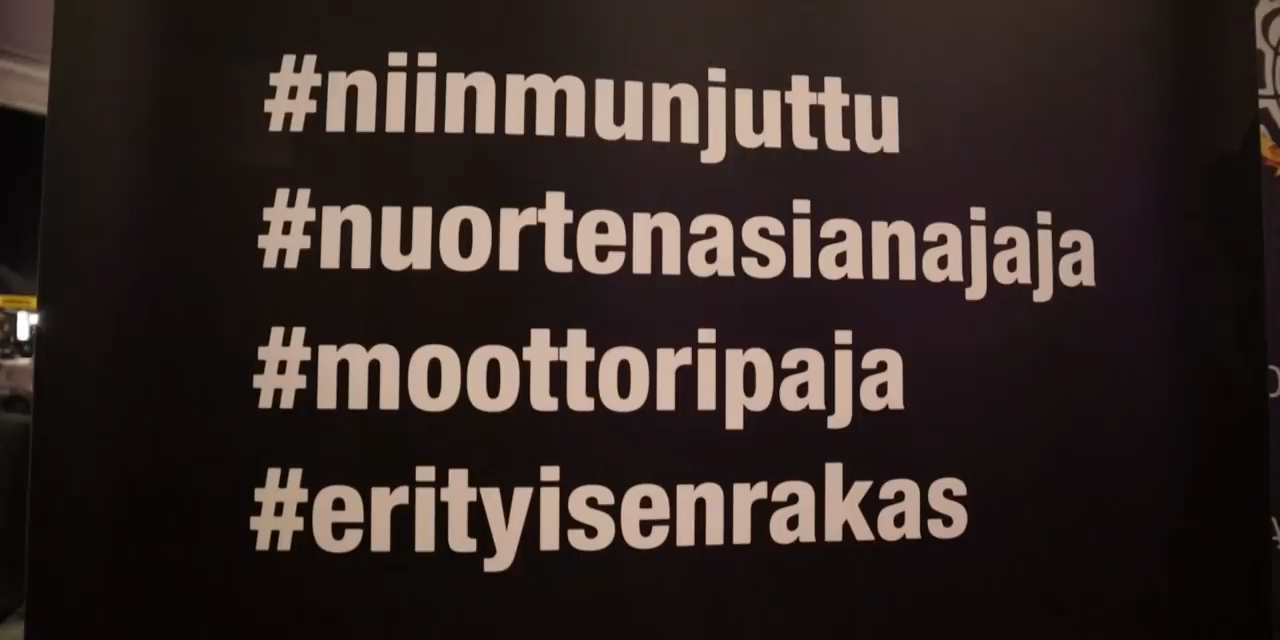 #niinmunjuttu
#nuortenasianajaja
#moottoripaja
#erityisenrakas